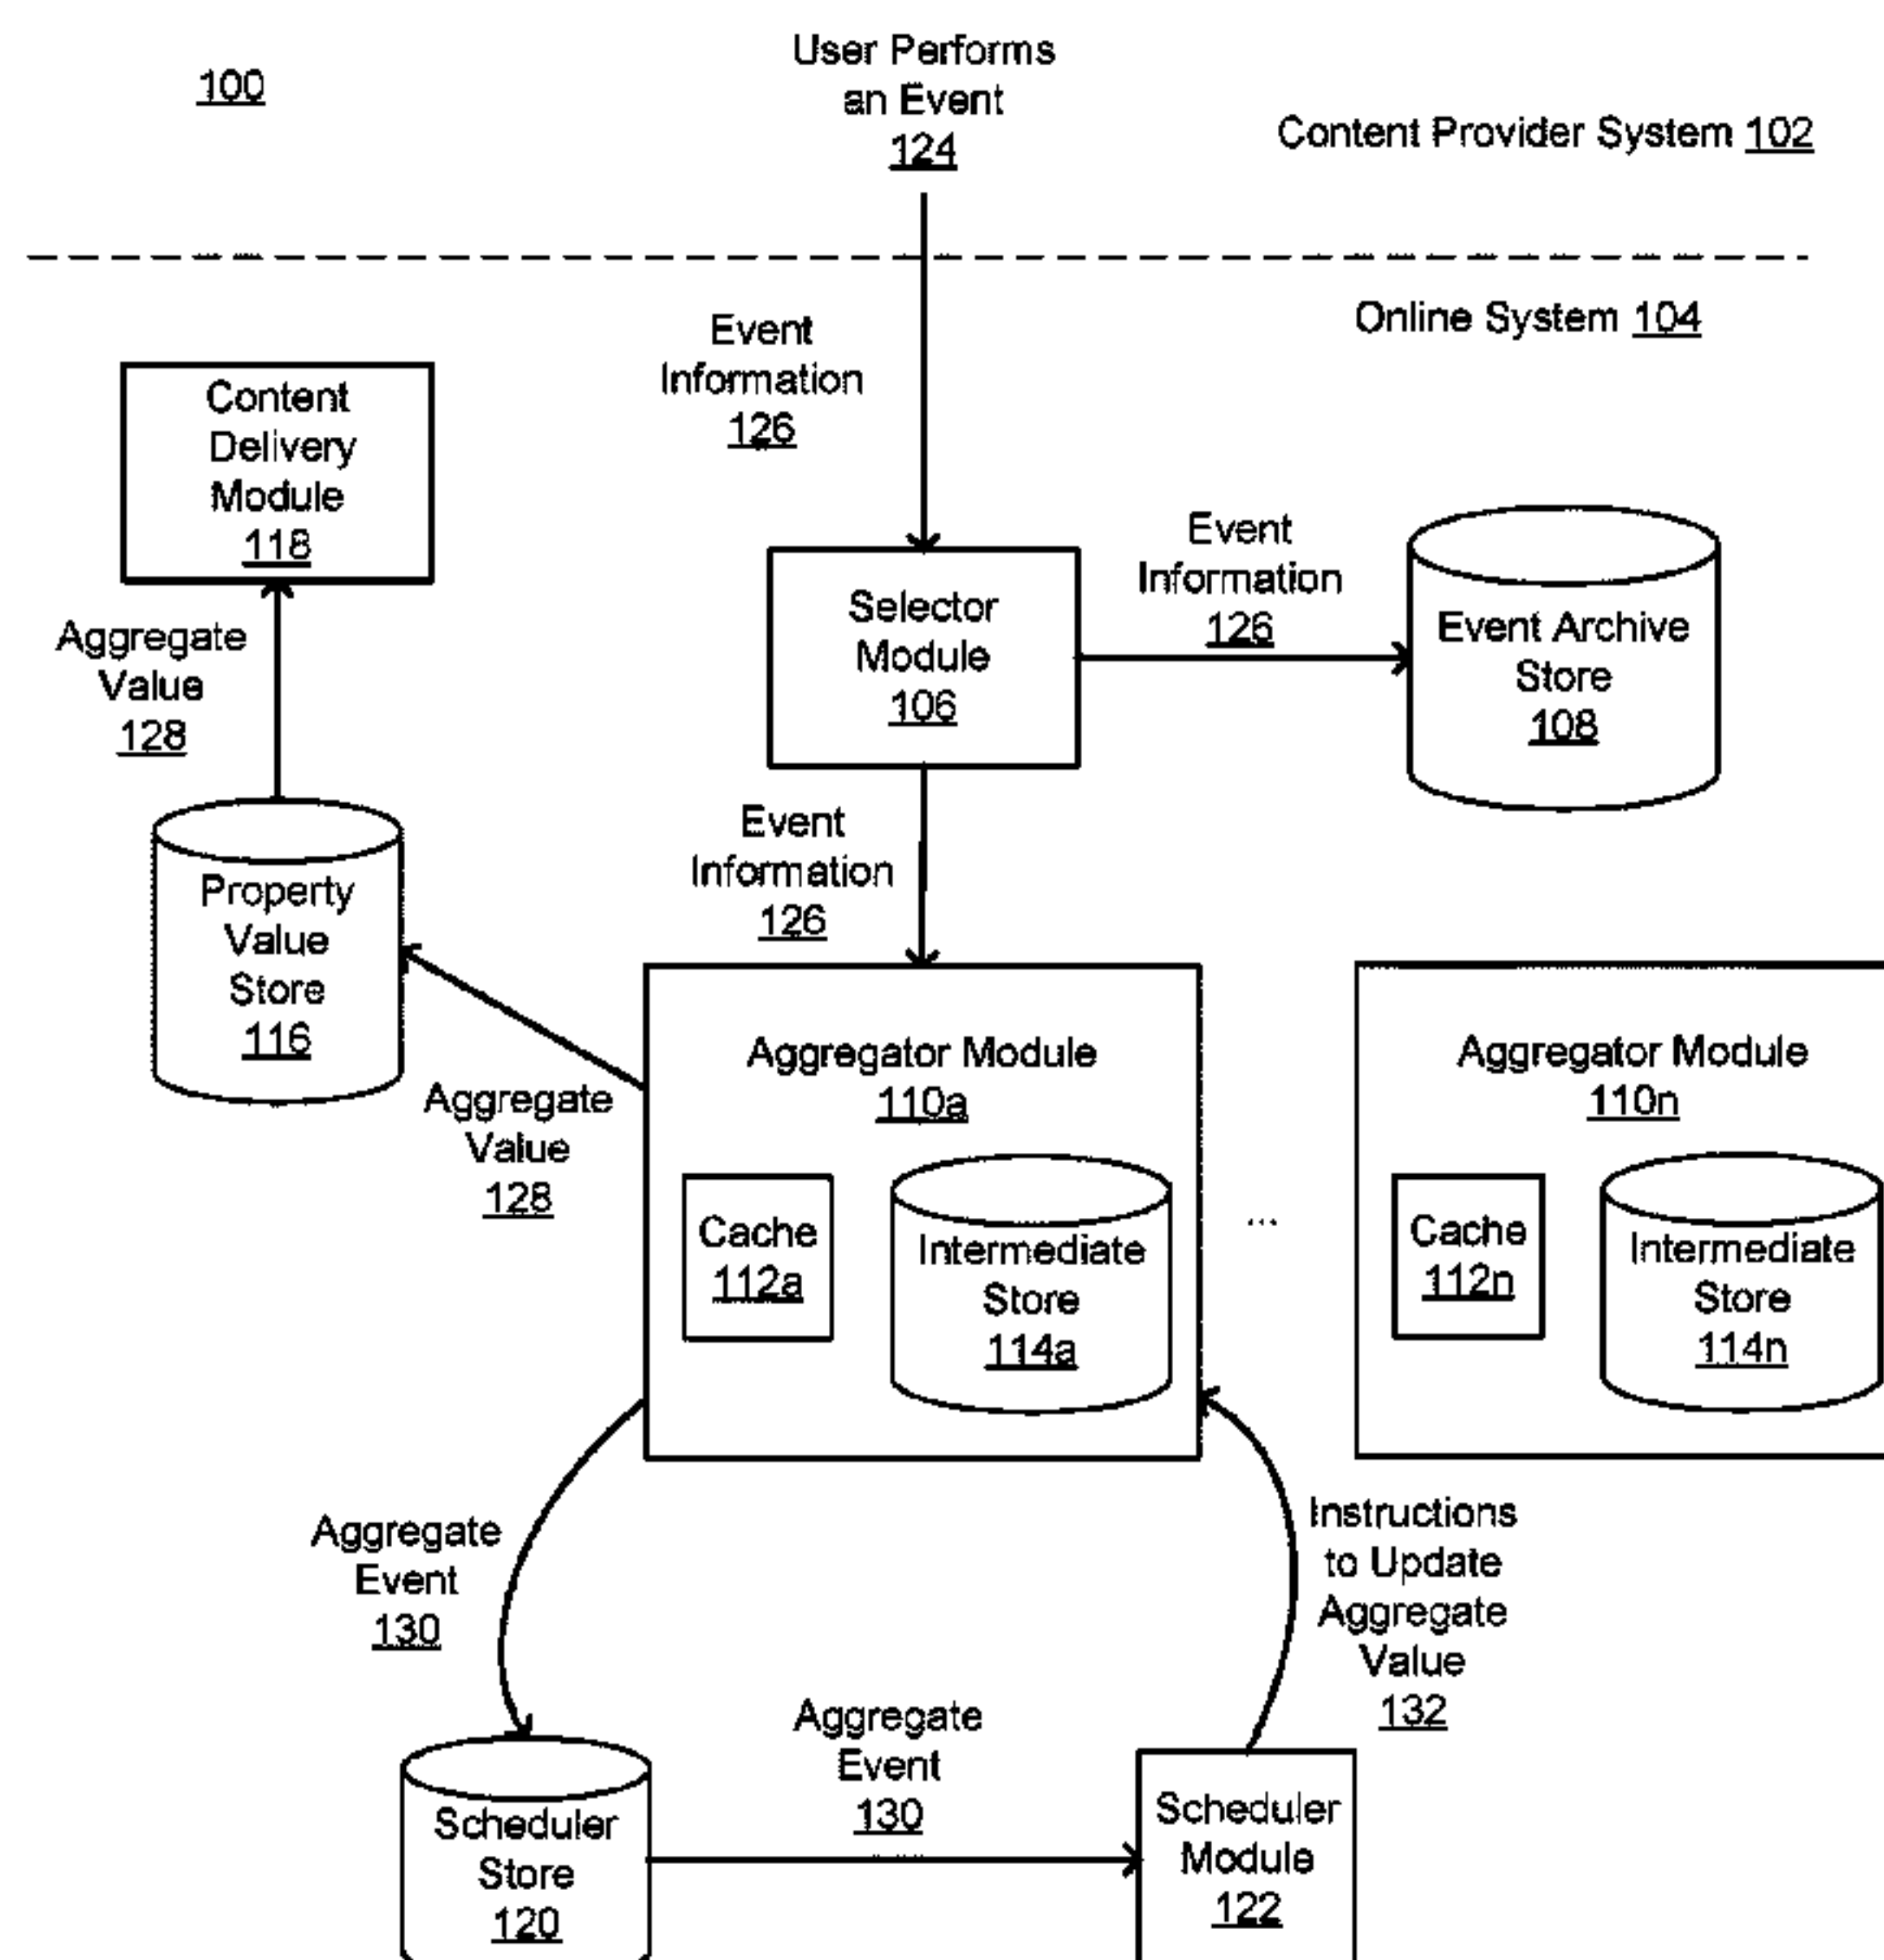 100
User Performs
an Event
124
Content Provider System 102
Online System 104
Event
Information
126
Content
Delivery
Module
118
Event
Information
126
Selector
Module
106
Event Archive
Store
108
Aggregate
Value
128
Event
Information
126
Property
Value
Store
116
Aggregate
Value
128
Aggregator Module
110a
Cache
112a
Intermediate
Store
114a
...
Aggregator Module
110n
Cache
112n
Intermediate
Store
114n
Aggregate
Event
130
Instructions
to Update
Aggregate
Value
132
Aggregate
Event
130
Scheduler
Store
120
Scheduler
Module
122